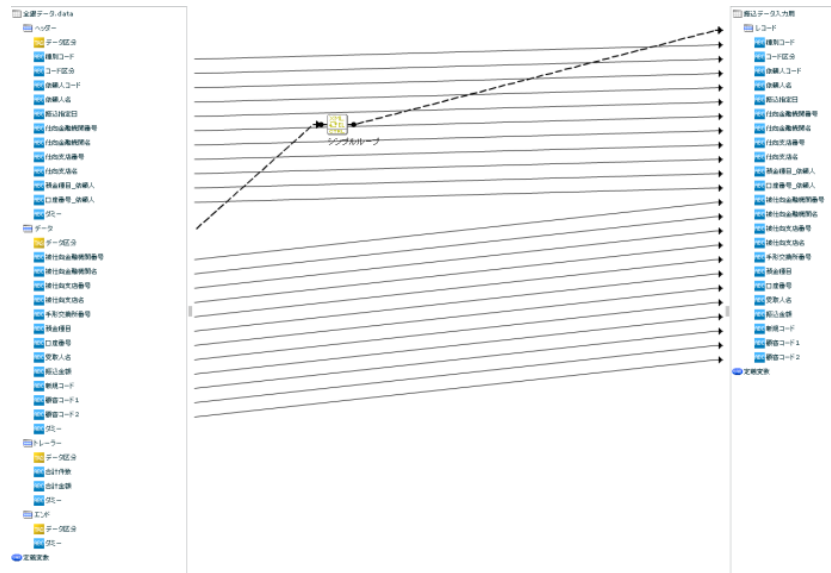 全銀データ.data
ヘッダー
データ区分
種別コード
コード区分
依頼人コード
依頼人名
振込指定日
仕向金融機関番号
仕向金融機関名
仕向支店番号
仕向支店名
預金種目_依頼人
口座番号_依頼人
ダミー
データ
データ区分
被仕向金融機関番号
被仕向金融機関名
被仕向支店番号
被仕向支店名
手形交換所番号
預金種目
口座番号
受取人名
振込金額
新規コード
顧客コード1
顧客コード2
ダミー
トレーラー
データ区分
合計件数
合計金額
ダミー
エンド
データ区分
ダミー
定義変数
シンプルループ
振込データ入力用
レコード
種別コード
コード区分
依頼人コード
依頼人名
振込指定日
仕向金融機関番号
仕向金融機関名
仕向支店番号
仕向支店名
預金種目_依頼人
口座番号_依頼人
被仕向金融機関番号
被仕向金融機関名
被仕向支店番号
被仕向支店名
手形交換所番号
預金種目
口座番号
受取人名
振込金額
新規コード
顧客コード1
顧客コード2
定義変数